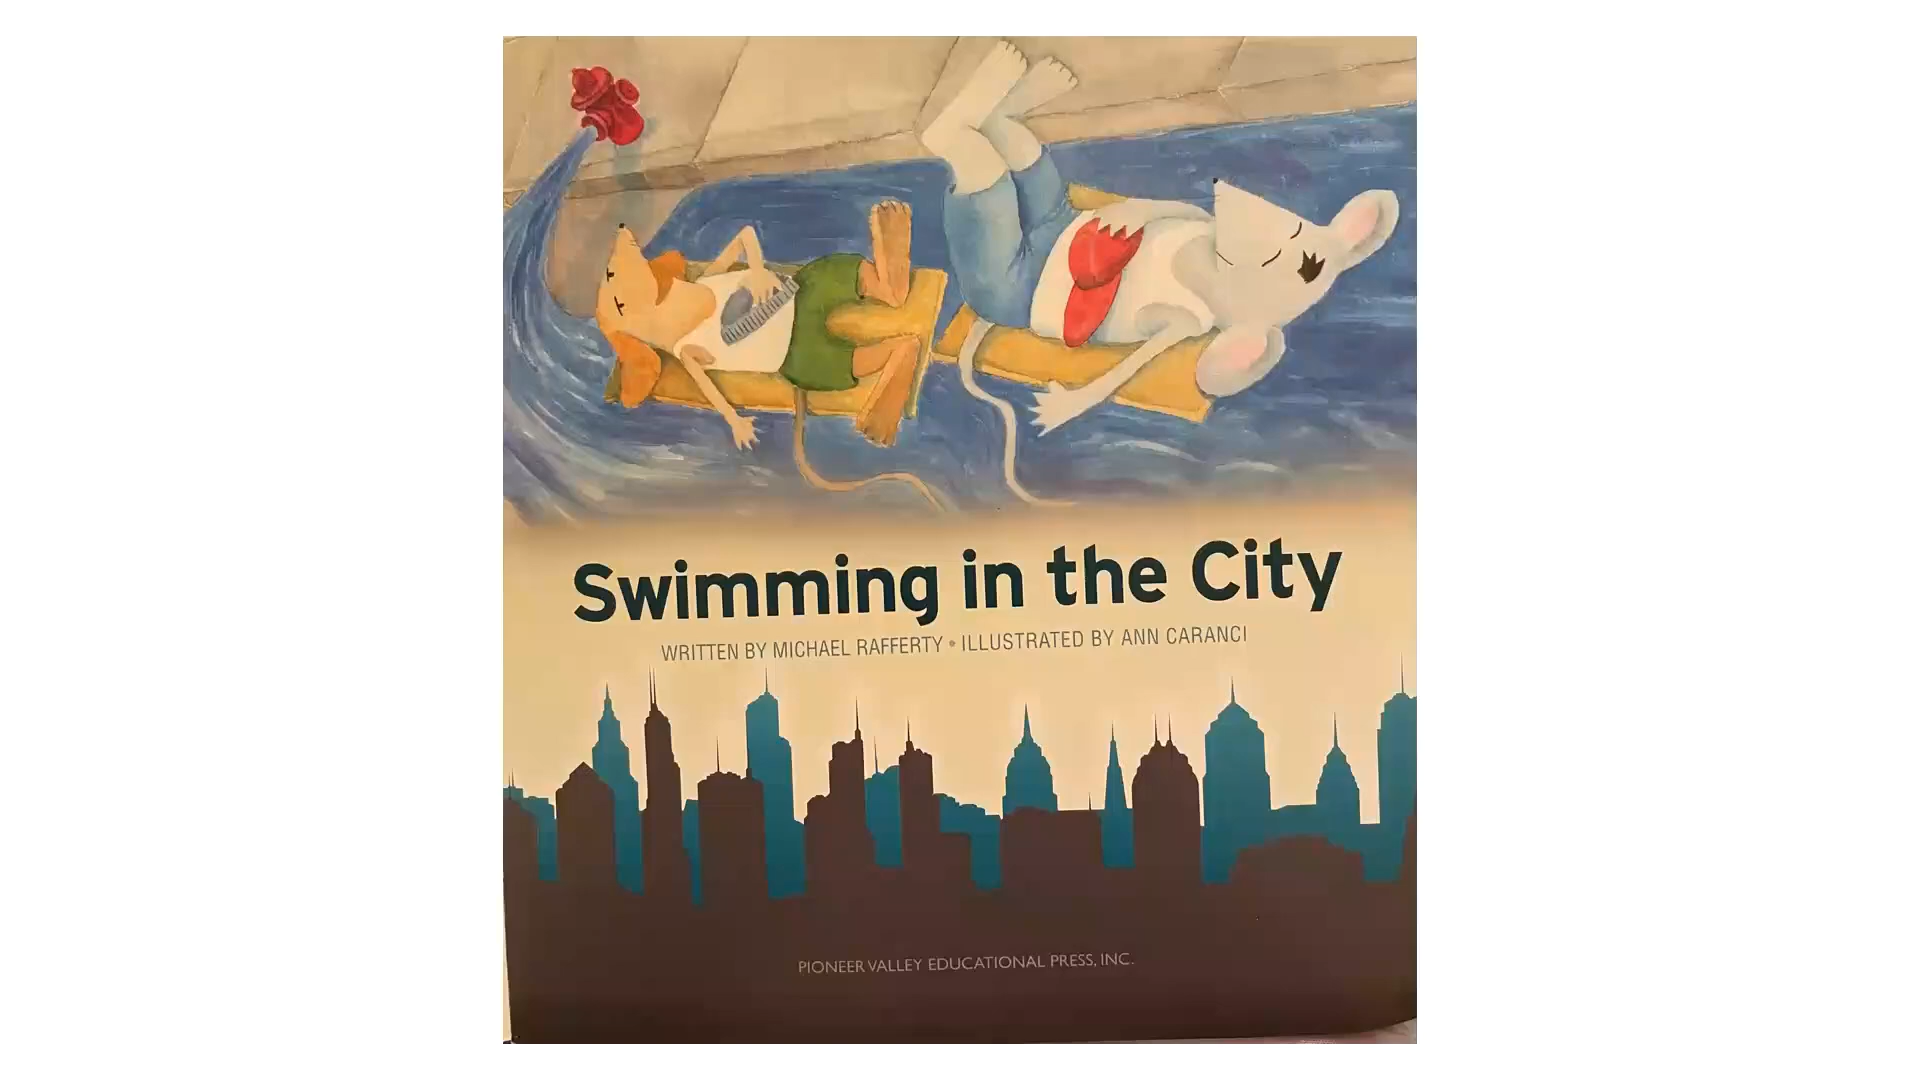 Swimming in the City
WRITTEN BY MICHAEL RAFFERTY • ILLUSTRATED BY ANN CARANCI
PIONEER VALLEY EDUCATIONAL PRESS, INC.